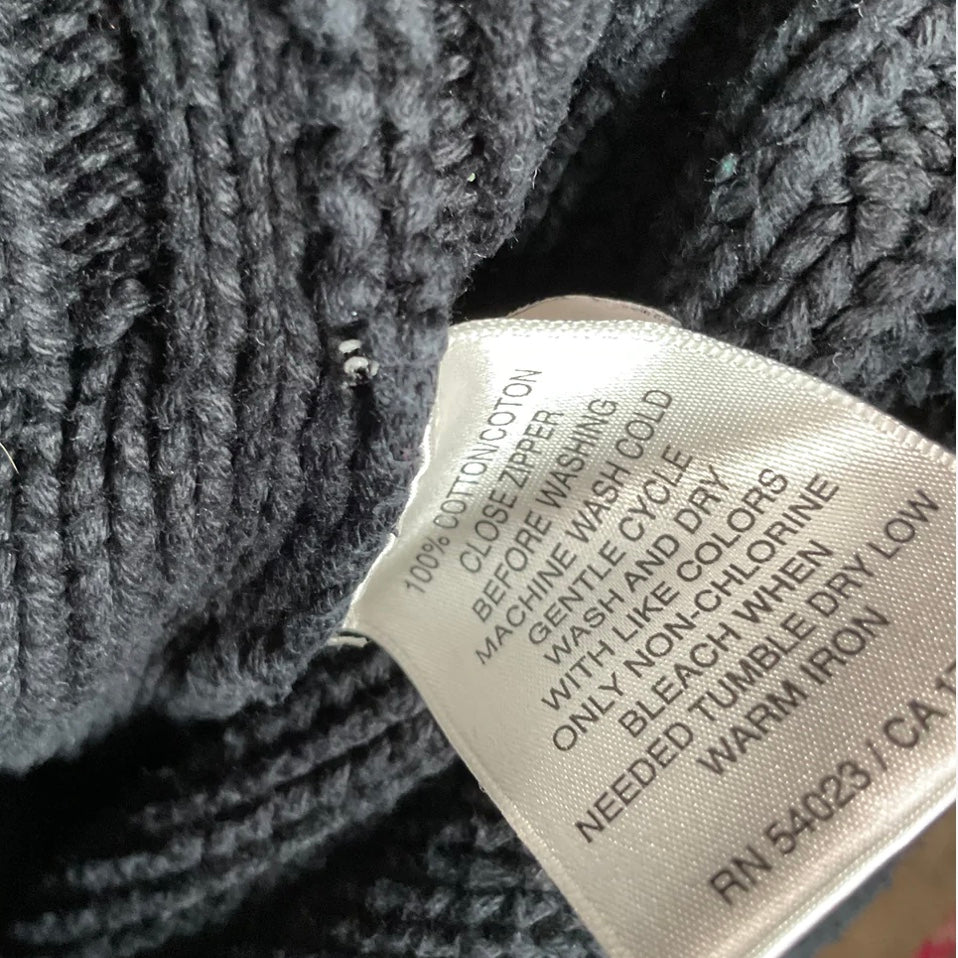 100% COTTON/COTON
CLOSE ZIPPER
BEFORE WASHING
MACHINE WASH COLD
GENTLE CYCLE
WASH AND DRY
WITH LIKE COLORS
ONLY NON-CHLORINE
BLEACH WHEN
NEEDED TUMBLE DRY LOW
WARM IRON
RN 54023 / CA